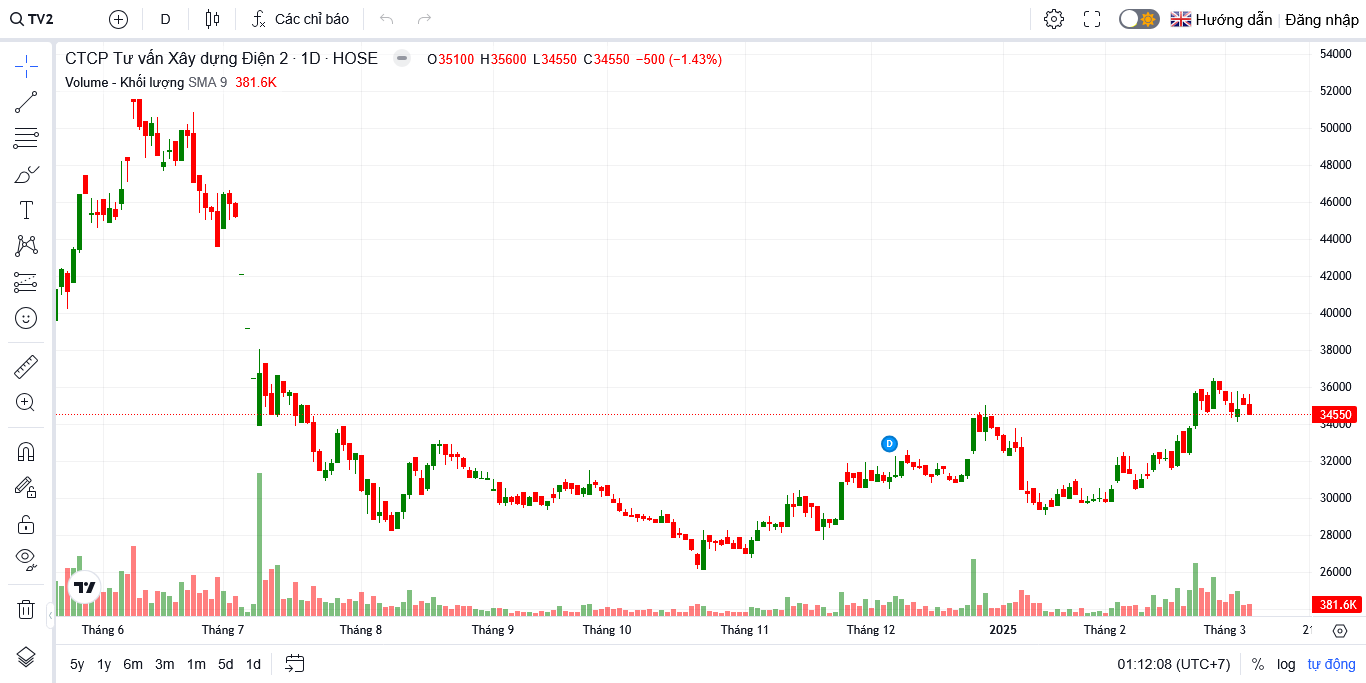 TV2 D Các chỉ báo Hướng dẫn Đăng nhập
CTCP Tư vấn Xây dựng Điện 2 · 1D · HOSE O35100 H35600 L34550 C34550 −500 (−1.43%)
Volume - Khối lượng SMA 9 381.6K
54000
52000
50000
48000
46000
44000
42000
40000
38000
36000
34550
34000
32000
30000
28000
26000
381.6K
D
Tháng 6 Tháng 7 Tháng 8 Tháng 9 Tháng 10 Tháng 11 Tháng 12 2025 Tháng 2 Tháng 3 21
5y 1y 6m 3m 1m 5d 1d 01:12:08 (UTC+7) % log tự động